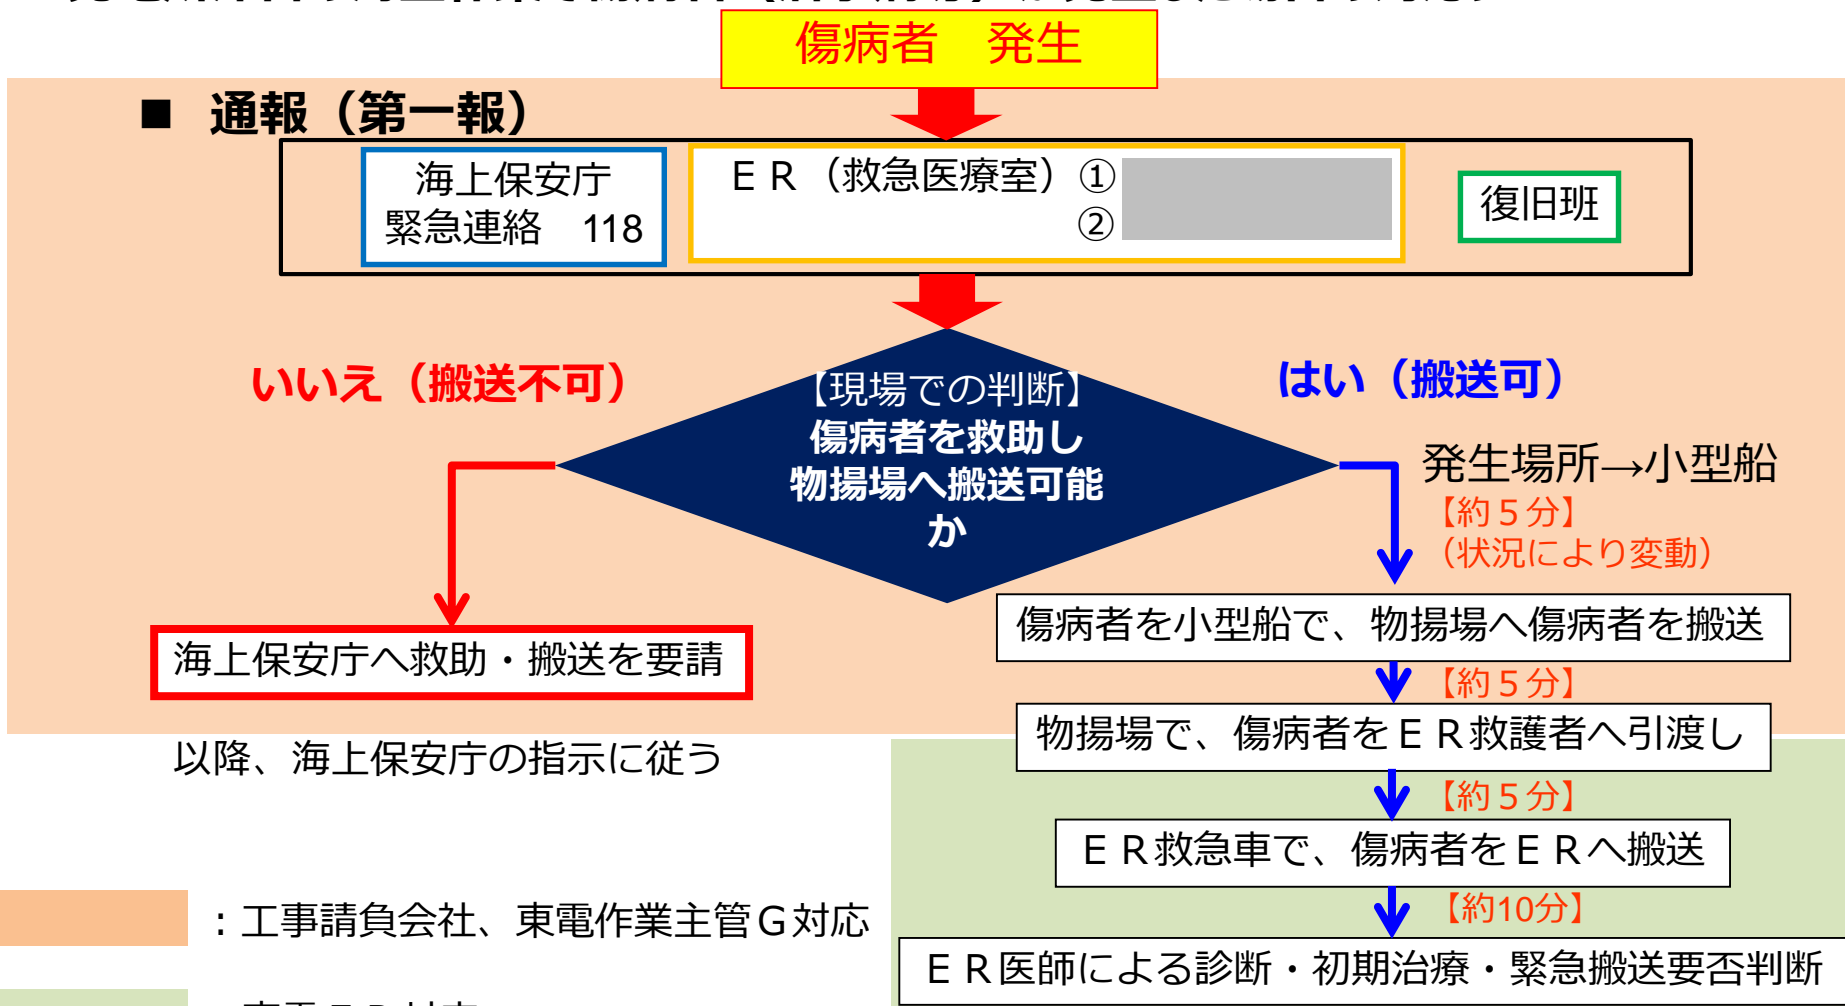 傷病者　発生
■ 通報（第一報）
海上保安庁
緊急連絡　118
ＥＲ（救急医療室）①
②
復旧班
【現場での判断】
傷病者を救助し
物揚場へ搬送可能
か
いいえ（搬送不可）
はい（搬送可）
発生場所→小型船
【約５分】
（状況により変動）
海上保安庁へ救助・搬送を要請
以降、海上保安庁の指示に従う
傷病者を小型船で、物揚場へ傷病者を搬送
【約５分】
物揚場で、傷病者をＥＲ救護者へ引渡し
【約５分】
ＥＲ救急車で、傷病者をＥＲへ搬送
【約10分】
ＥＲ医師による診断・初期治療・緊急搬送要否判断
：工事請負会社、東電作業主管Ｇ対応